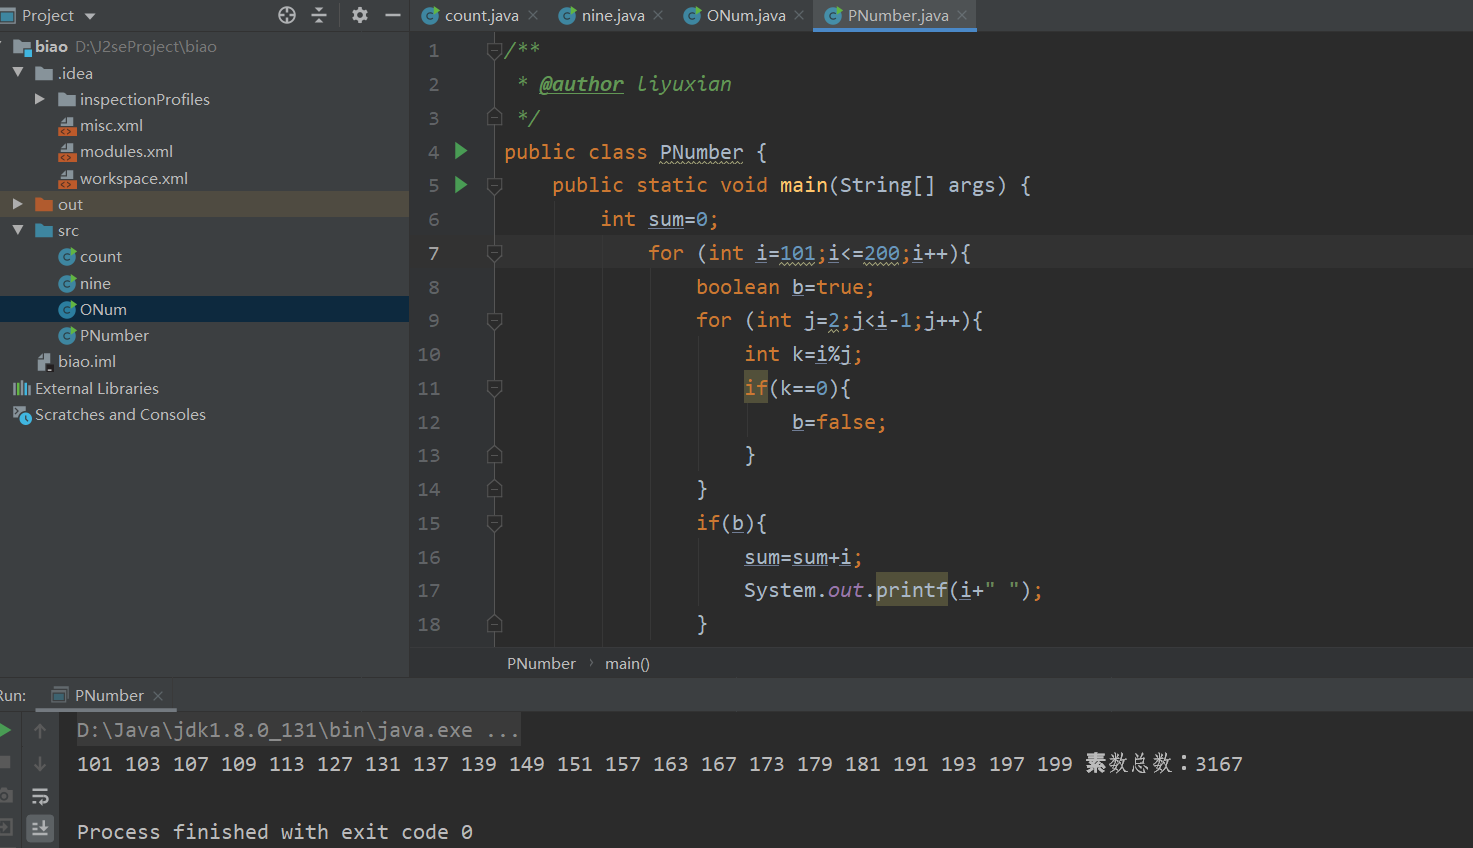 Project
biao D:\J2seProject\biao
.idea
inspectionProfiles
misc.xml
modules.xml
workspace.xml
out
src
count
nine
ONum
PNumber
biao.iml
External Libraries
Scratches and Consoles
count.java
nine.java
ONum.java
PNumber.java
1 /**
2 * @author liyuxian
3 */
4 public class PNumber {
5 public static void main(String[] args) {
6 int sum=0;
7 for (int i=101;i<=200;i++){
8 boolean b=true;
9 for (int j=2;j<i-1;j++){
10 int k=i%j;
11 if(k==0){
12 b=false;
13 }
14 }
15 if(b){
16 sum=sum+i;
17 System.out.printf(i+" ");
18 }
PNumber › main()
Run: PNumber
D:\Java\jdk1.8.0_131\bin\java.exe ...
101 103 107 109 113 127 131 137 139 149 151 157 163 167 173 179 181 191 193 197 199 素数总数：3167
Process finished with exit code 0